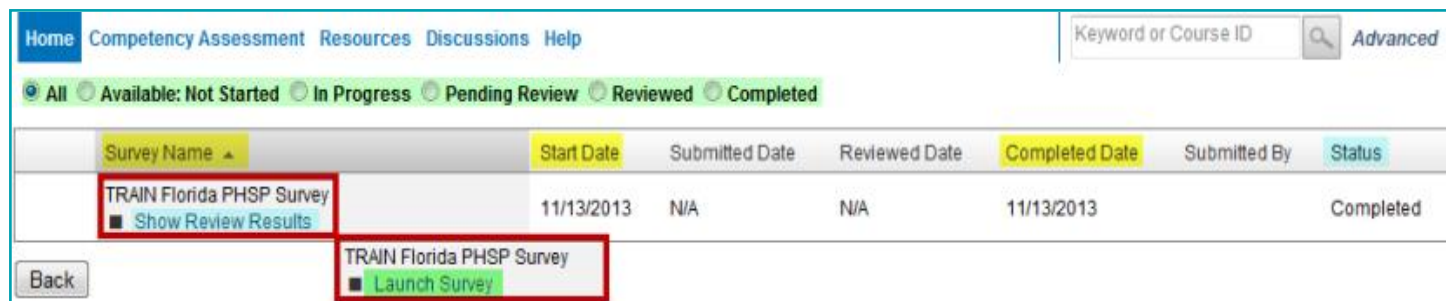 Home Competency Assessment Resources Discussions Help Keyword or Course ID Advanced
All Available: Not Started In Progress Pending Review Reviewed Completed
Survey Name Start Date Submitted Date Reviewed Date Completed Date Submitted By Status
TRAIN Florida PHSP Survey
Show Review Results 11/13/2013 N/A N/A 11/13/2013 Completed
TRAIN Florida PHSP Survey
Launch Survey
Back